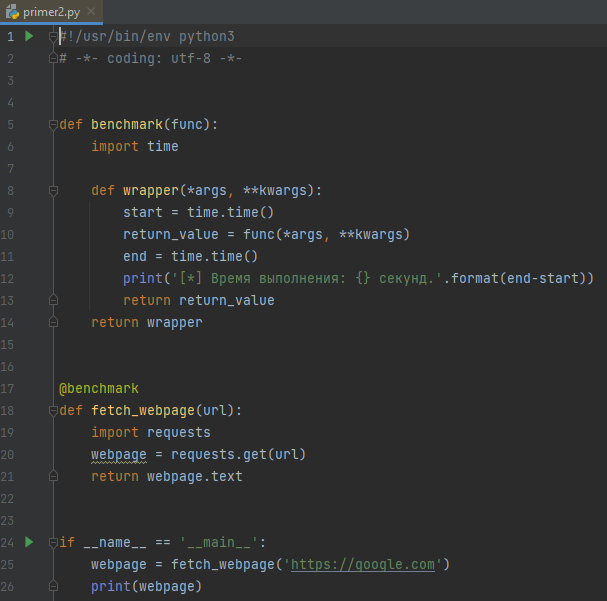 primer2.py
1 #!/usr/bin/env python3
2 # -*- coding: utf-8 -*-
3
4
5 def benchmark(func):
6     import time
7
8     def wrapper(*args, **kwargs):
9         start = time.time()
10         return_value = func(*args, **kwargs)
11         end = time.time()
12         print('[*] Время выполнения: {} секунд.'.format(end-start))
13         return return_value
14     return wrapper
15
16
17 @benchmark
18 def fetch_webpage(url):
19     import requests
20     webpage = requests.get(url)
21     return webpage.text
22
23
24 if __name__ == '__main__':
25     webpage = fetch_webpage('https://google.com')
26     print(webpage)